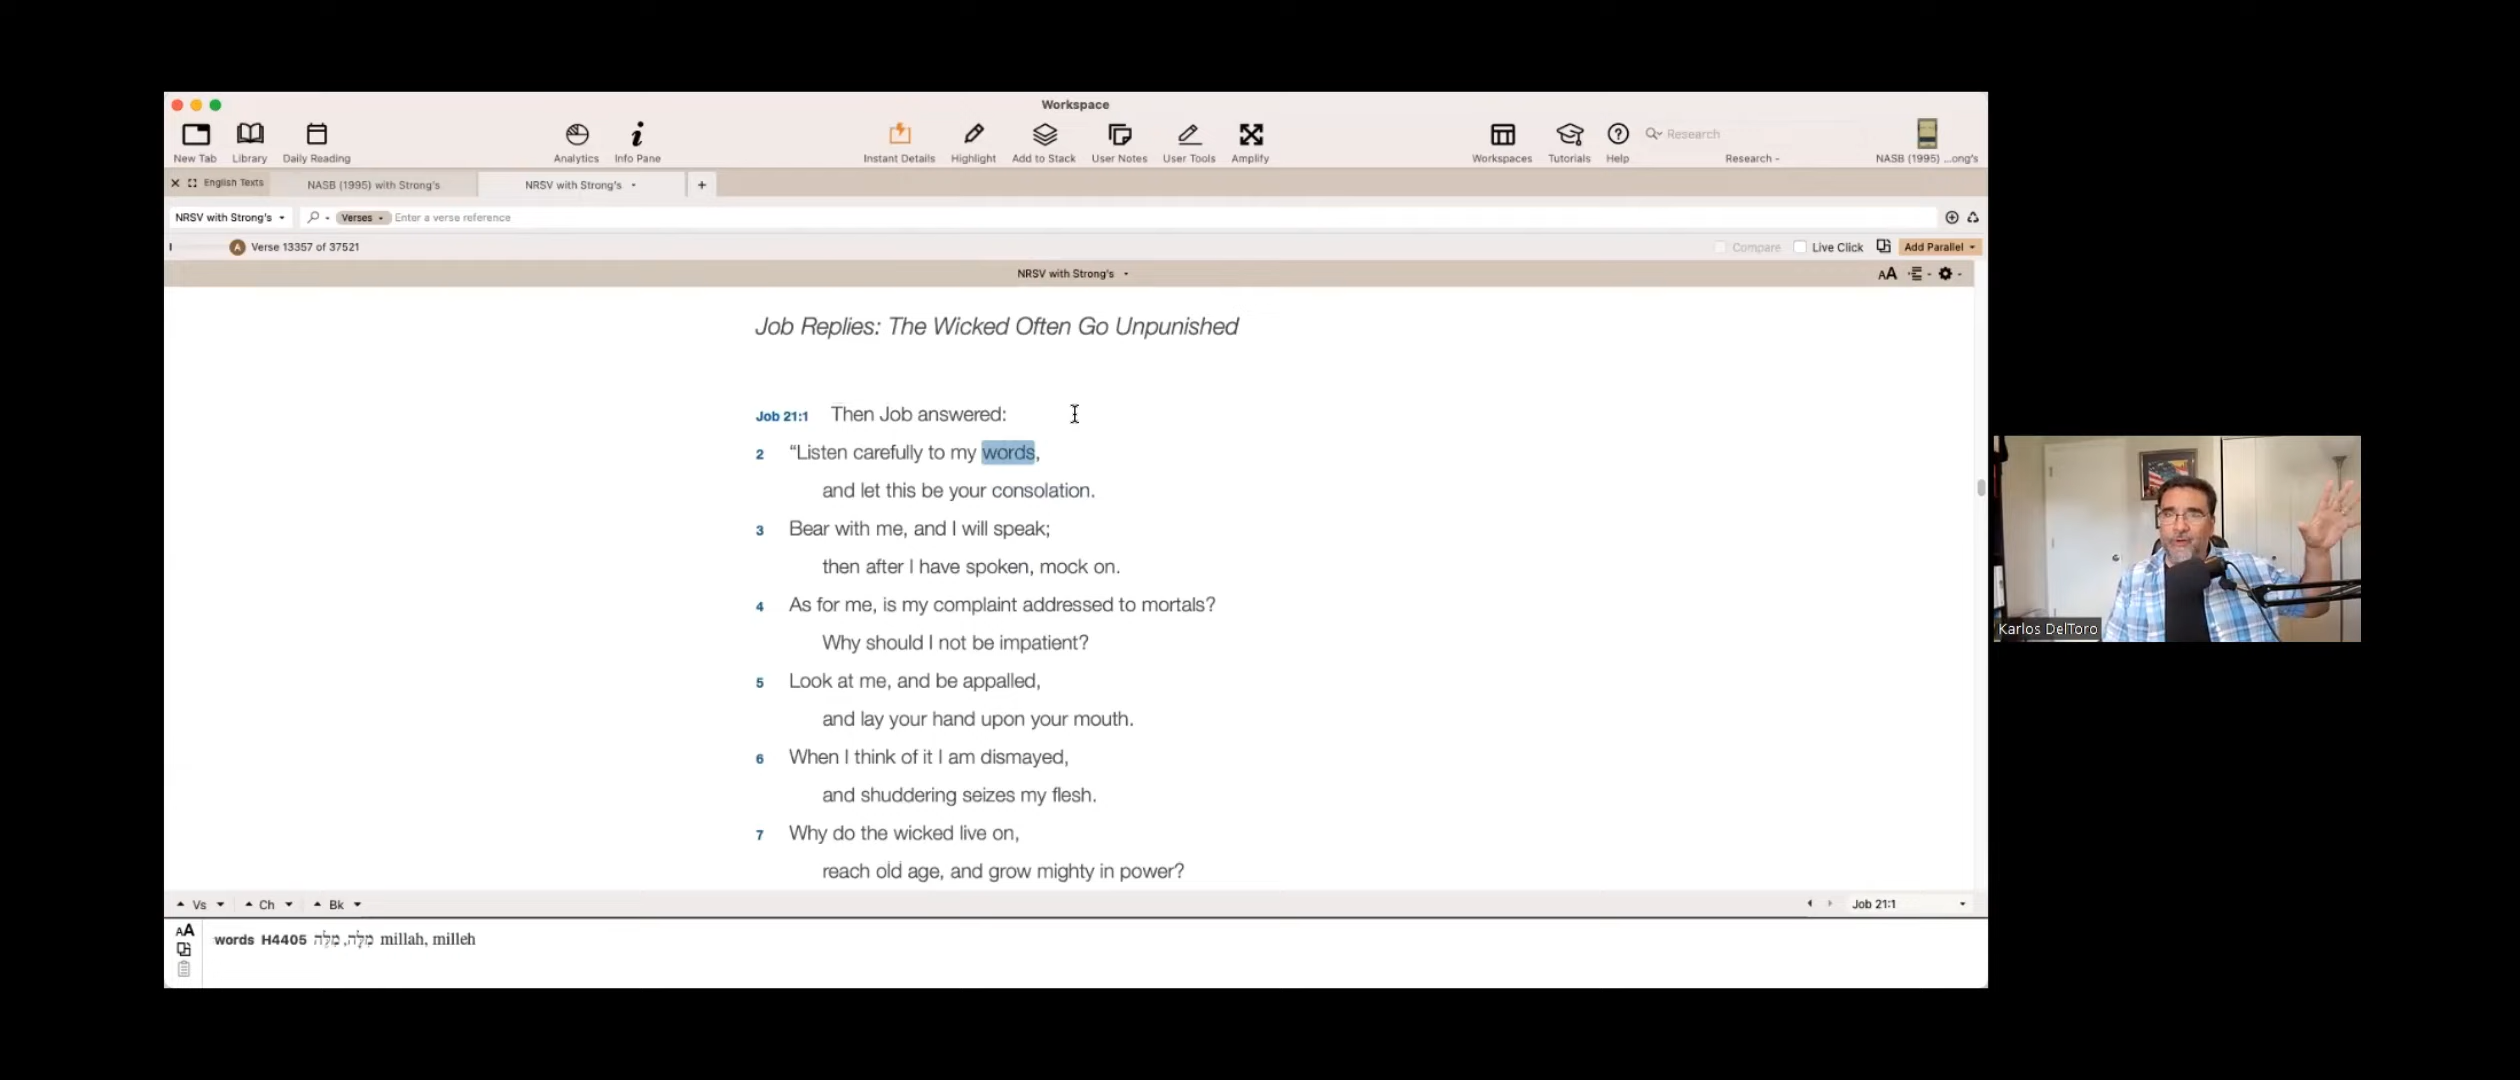 Workspace
New Tab
Library
Daily Reading
Analytics
Info Pane
Instant Details
Highlight
Add to Stack
User Notes
User Tools
Amplify
Workspaces
Tutorials
Help
Research
Research -
NASB (1995) ...ong's
English Texts
NASB (1995) with Strong's
NRSV with Strong's
NRSV with Strong's
Verses
Enter a verse reference
Verse 13357 of 37521
Compare
Live Click
Add Parallel
NRSV with Strong's
AA
Job Replies: The Wicked Often Go Unpunished
Job 21:1 Then Job answered:
2 “Listen carefully to my words,
and let this be your consolation.
3 Bear with me, and I will speak;
then after I have spoken, mock on.
4 As for me, is my complaint addressed to mortals?
Why should I not be impatient?
5 Look at me, and be appalled,
and lay your hand upon your mouth.
6 When I think of it I am dismayed,
and shuddering seizes my flesh.
7 Why do the wicked live on,
reach old age, and grow mighty in power?
Karlos DelToro
Vs Ch Bk
Job 21:1
AA
words H4405 מִלָּה, מִלֶּה millah, milleh